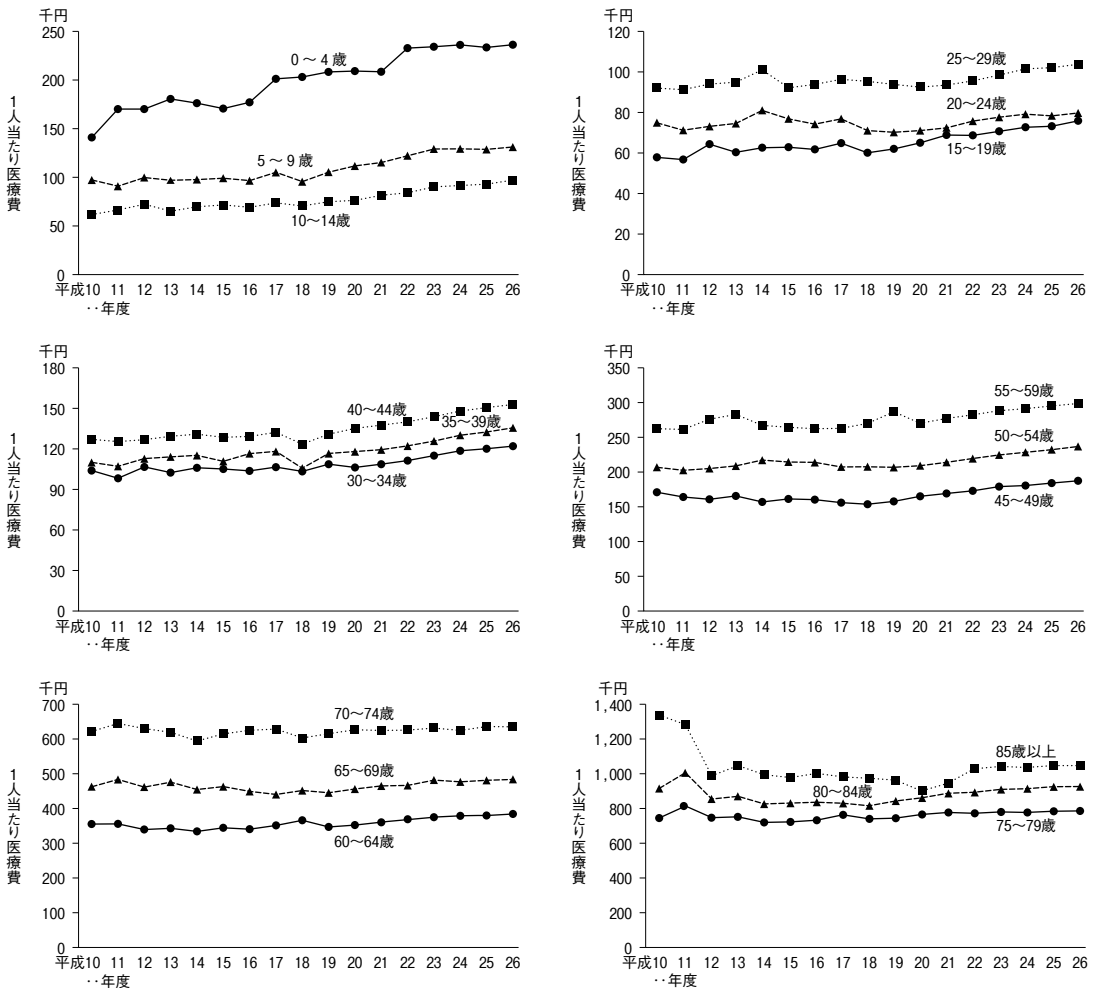 千円
250
200
150
100
50
0
1人当たり医療費
0～4歳
5～9歳
10～14歳
平成10 11 12 13 14 15 16 17 18 19 20 21 22 23 24 25 26
‥年度
千円
120
100
80
60
40
20
0
1人当たり医療費
25～29歳
20～24歳
15～19歳
平成10 11 12 13 14 15 16 17 18 19 20 21 22 23 24 25 26
‥年度
千円
180
150
120
90
60
30
0
1人当たり医療費
40～44歳
35～39歳
30～34歳
平成10 11 12 13 14 15 16 17 18 19 20 21 22 23 24 25 26
‥年度
千円
350
300
250
200
150
100
50
0
1人当たり医療費
55～59歳
50～54歳
45～49歳
平成10 11 12 13 14 15 16 17 18 19 20 21 22 23 24 25 26
‥年度
千円
700
600
500
400
300
200
100
0
1人当たり医療費
70～74歳
65～69歳
60～64歳
平成10 11 12 13 14 15 16 17 18 19 20 21 22 23 24 25 26
‥年度
千円
1,400
1,200
1,000
800
600
400
200
0
1人当たり医療費
85歳以上
80～84歳
75～79歳
平成10 11 12 13 14 15 16 17 18 19 20 21 22 23 24 25 26
‥年度